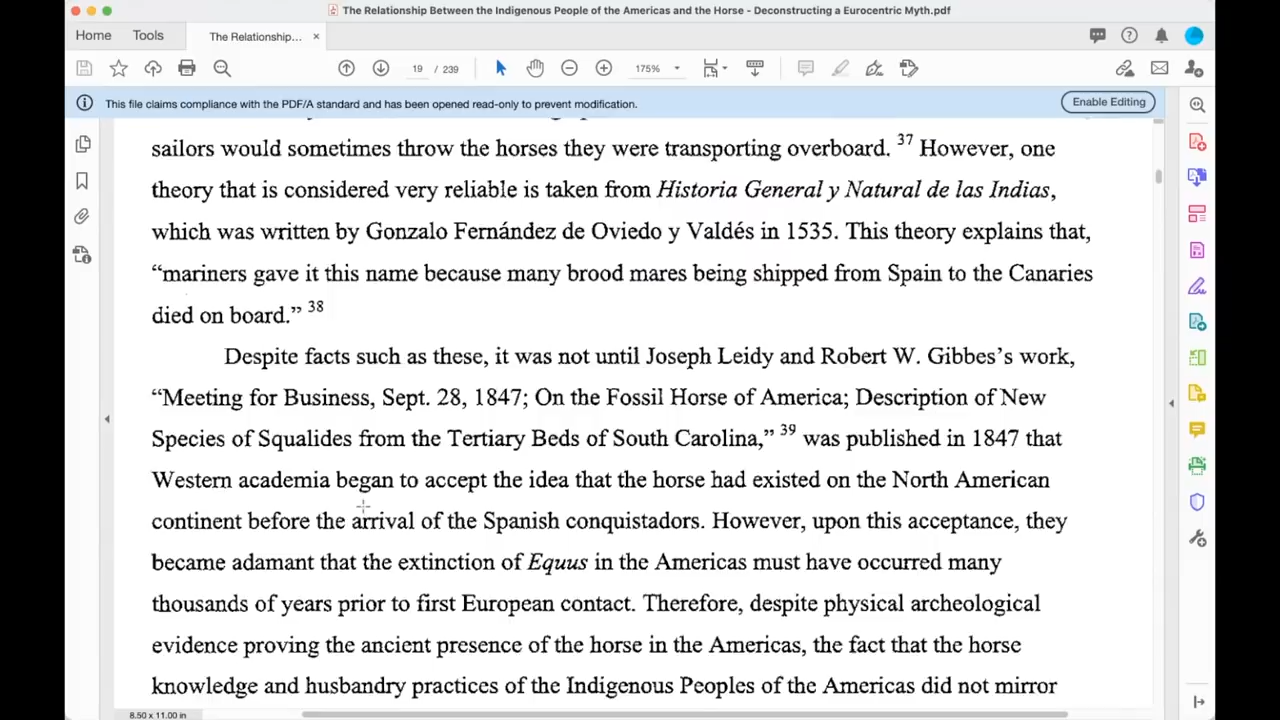 The Relationship Between the Indigenous People of the Americas and the Horse - Deconstructing a Eurocentric Myth.pdf
Home Tools The Relationship... ×
19 / 239 175%
This file claims compliance with the PDF/A standard and has been opened read-only to prevent modification. Enable Editing
sailors would sometimes throw the horses they were transporting overboard. 37 However, one
theory that is considered very reliable is taken from Historia General y Natural de las Indias,
which was written by Gonzalo Fernández de Oviedo y Valdés in 1535. This theory explains that,
“mariners gave it this name because many brood mares being shipped from Spain to the Canaries
died on board.” 38
Despite facts such as these, it was not until Joseph Leidy and Robert W. Gibbes’s work,
“Meeting for Business, Sept. 28, 1847; On the Fossil Horse of America; Description of New
Species of Squalides from the Tertiary Beds of South Carolina,” 39 was published in 1847 that
Western academia began to accept the idea that the horse had existed on the North American
continent before the arrival of the Spanish conquistadors. However, upon this acceptance, they
became adamant that the extinction of Equus in the Americas must have occurred many
thousands of years prior to first European contact. Therefore, despite physical archeological
evidence proving the ancient presence of the horse in the Americas, the fact that the horse
knowledge and husbandry practices of the Indigenous Peoples of the Americas did not mirror
8.50 x 11.00 in